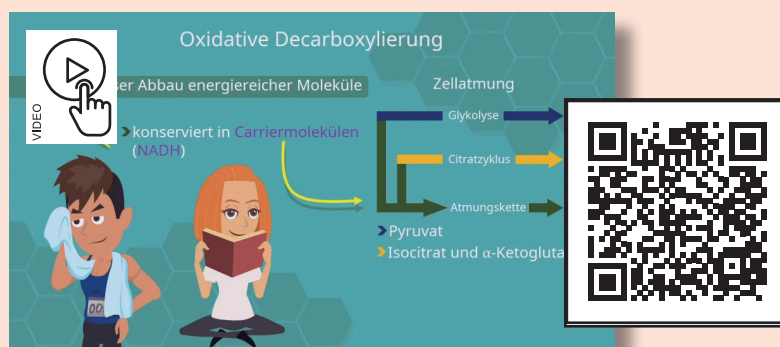 Oxidative Decarboxylierung
VIDEO
ser Abbau energiereicher Moleküle
konserviert in Carriermolekülen
(NADH)
Zellatmung
Glykolyse
Citratzyklus
Atmungskette
Pyruvat
Isocitrat und α-Ketogluta
OD